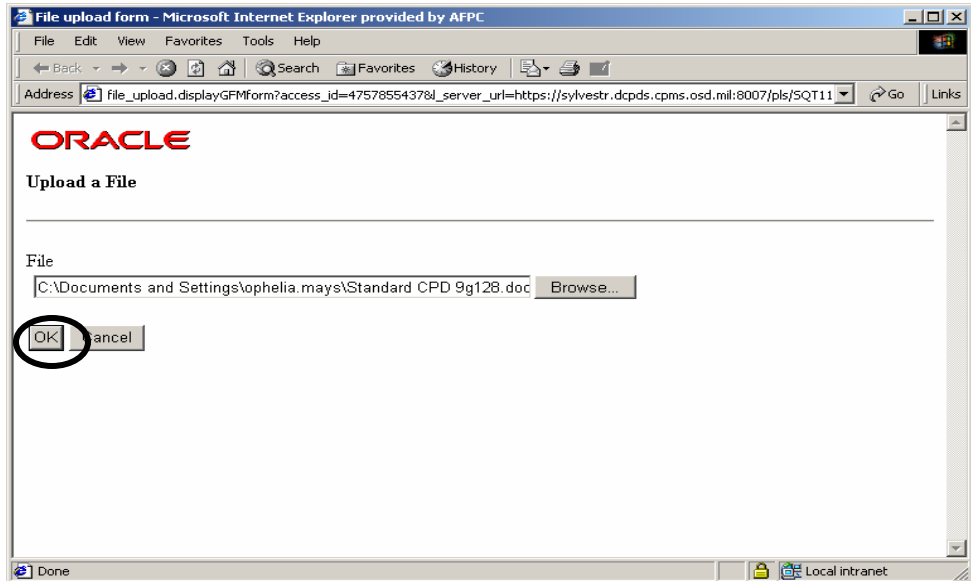 File upload form - Microsoft Internet Explorer provided by AFPC
File Edit View Favorites Tools Help
Back Search Favorites History
Address file_upload.displayGFMform?access_id=4757855437&l_server_url=https://sylvestr.dcpds.cpms.osd.mil:8007/pls/SQT11 Go Links
ORACLE
Upload a File
File
C:\Documents and Settings\ophelia.mays\Standard CPD 9g128.doc Browse...
OK Cancel
Done Local intranet